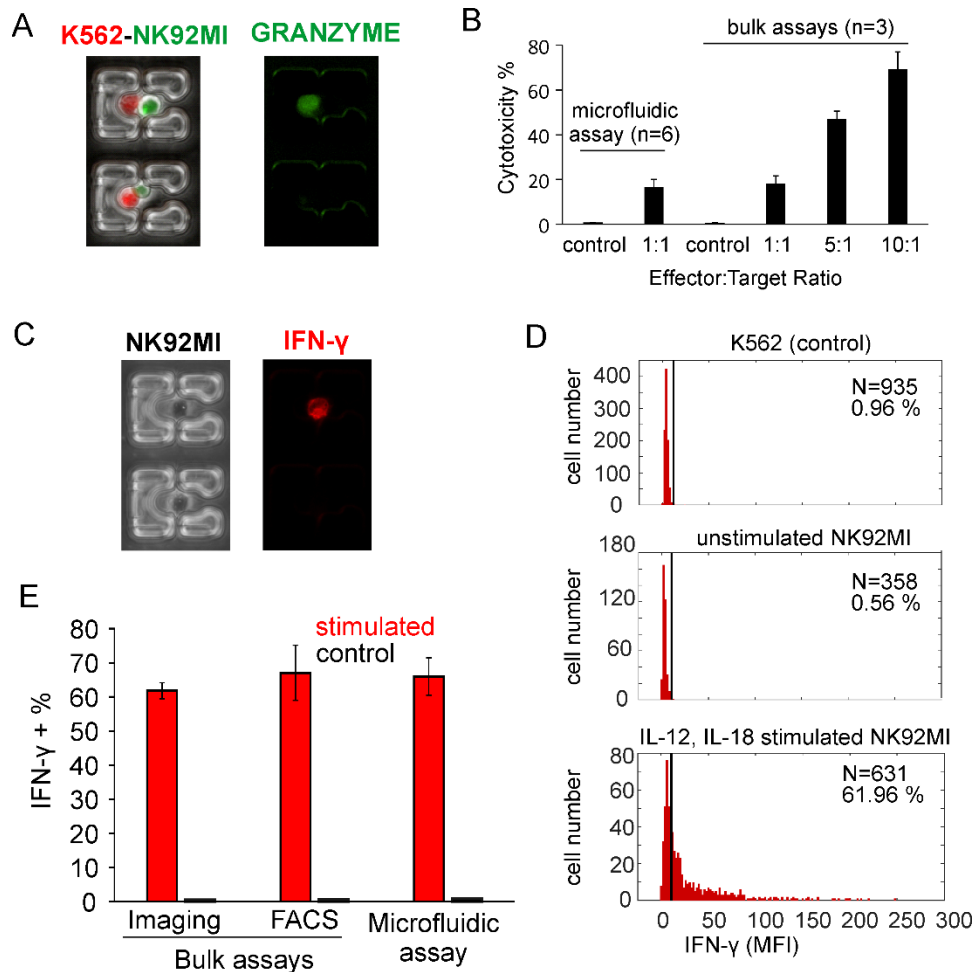 A
K562-NK92MI
GRANZYME
B
bulk assays (n=3)
microfluidic
assay (n=6)
Cytotoxicity %
80
60
40
20
0
control
1:1
control
1:1
5:1
10:1
Effector:Target Ratio
C
NK92MI
IFN-γ
D
K562 (control)
N=935
0.96 %
cell number
400
300
200
100
0
unstimulated NK92MI
N=358
0.56 %
cell number
180
120
60
0
IL-12, IL-18 stimulated NK92MI
N=631
61.96 %
cell number
80
60
40
20
0
0
50
100
150
200
250
300
IFN-γ (MFI)
E
stimulated
control
IFN-γ + %
80
70
60
50
40
30
20
10
0
Imaging
FACS
Microfluidic
assay
Bulk assays